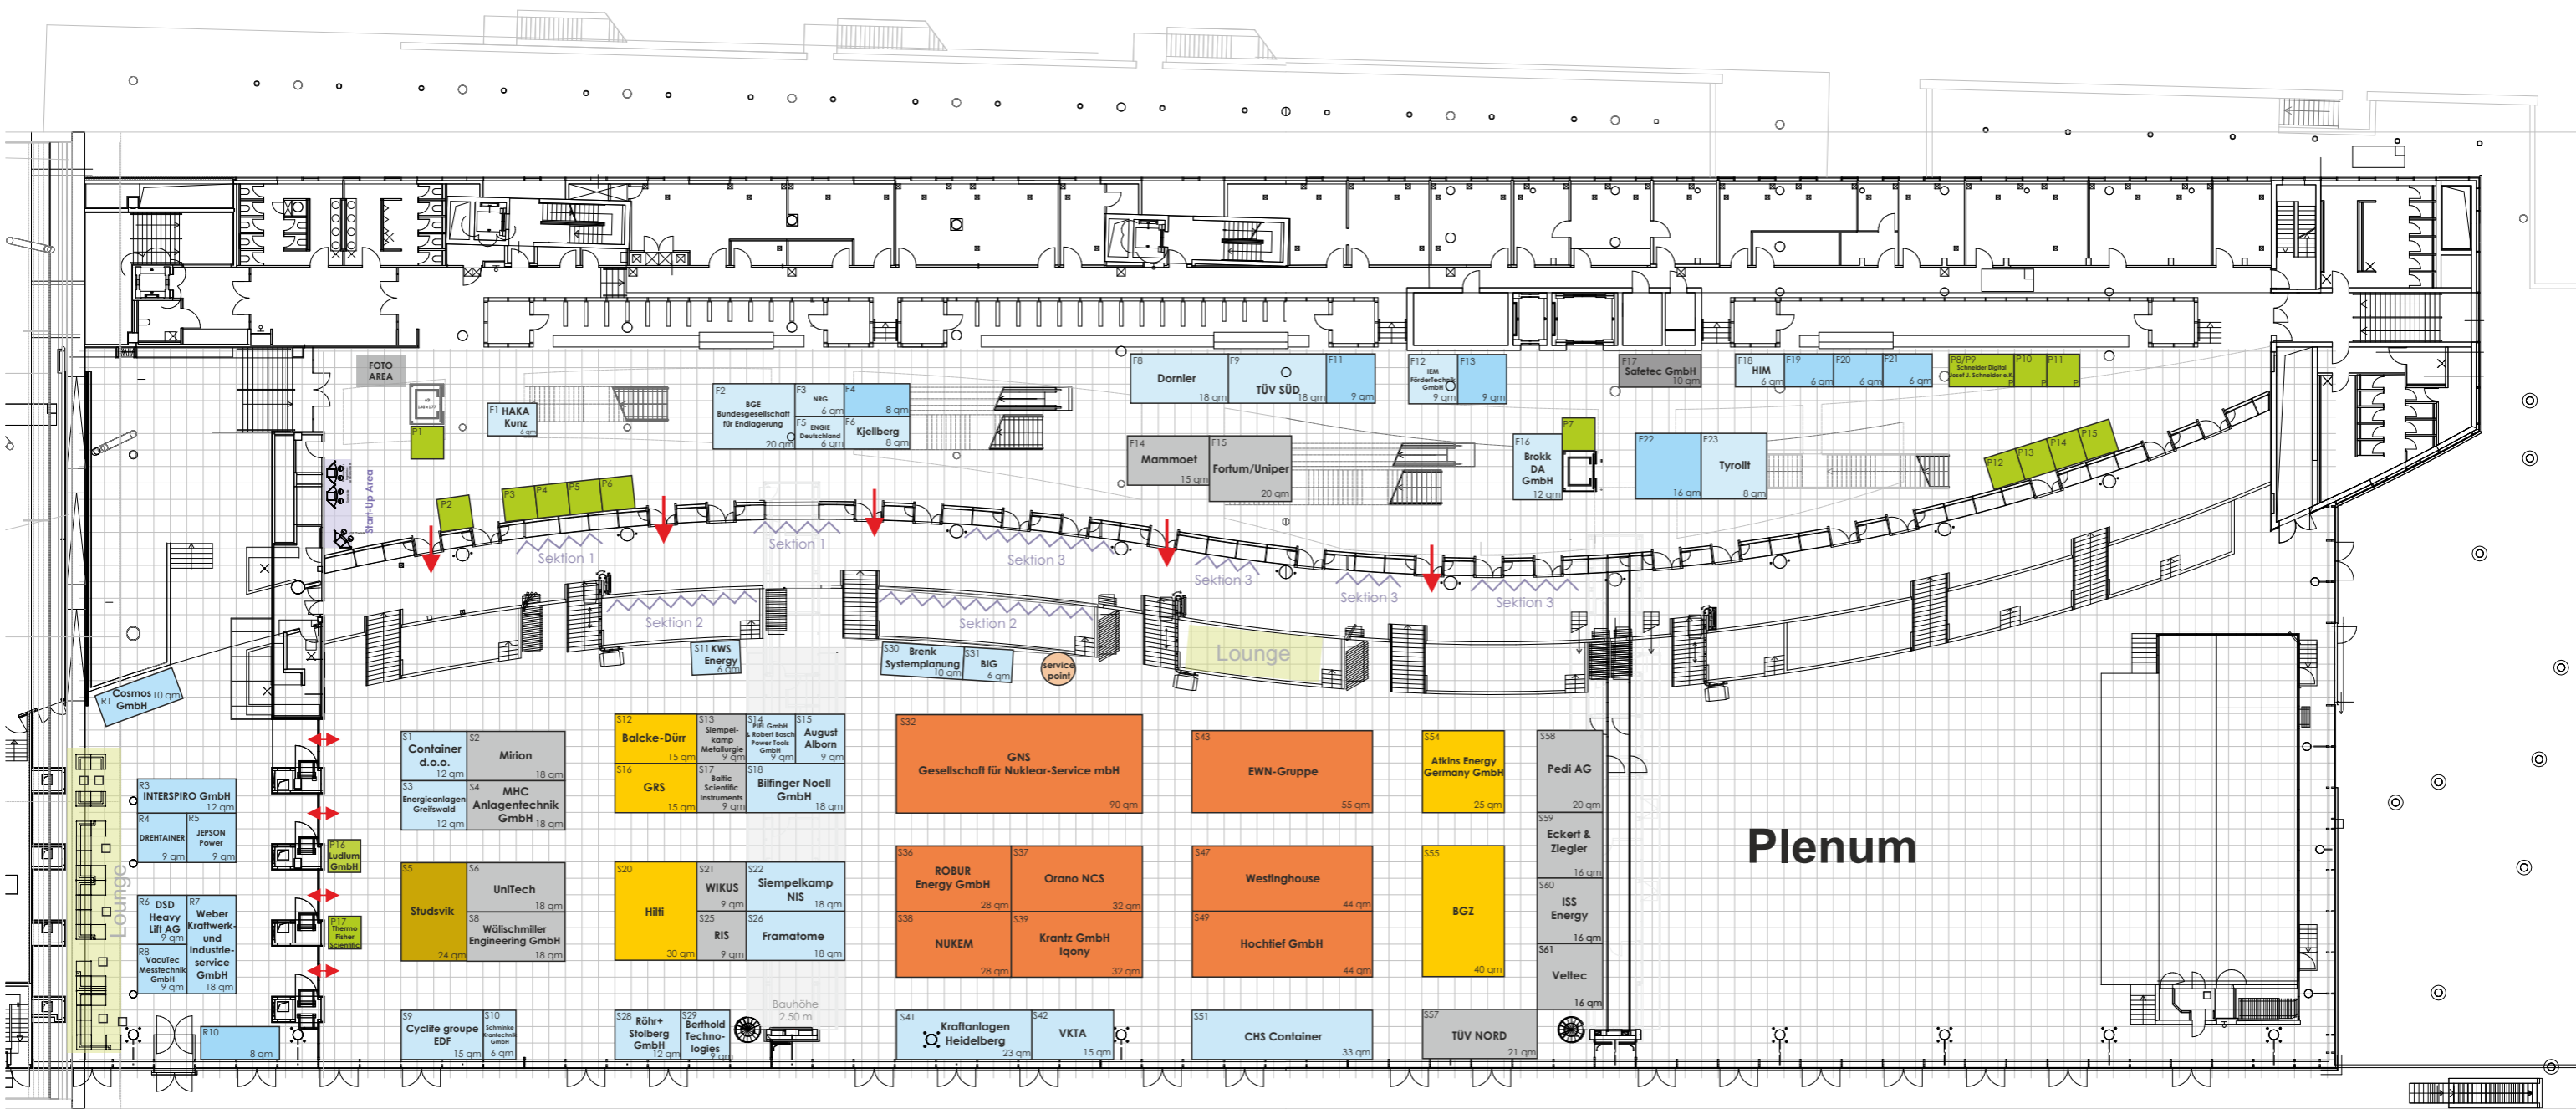 FOTO
AREA
P1
F1 HAKA
Kunz
6 qm
F2
BGE
Bundesgesellschaft
für Endlagerung
20 qm
F3
NRG
6 qm
F4
8 qm
F5
ENGIE
Deutschland
6 qm
F6
Kjellberg
8 qm
F8
Dornier
18 qm
F9
TÜV SÜD
18 qm
F11
9 qm
F12
IEM
FörderTechnik
GmbH
9 qm
F13
9 qm
F14
Mammoet
15 qm
F15
Fortum/Uniper
20 qm
F16
Brokk
DA
GmbH
12 qm
P7
F17
Safetec GmbH
10 qm
F18
HIM
6 qm
F19
6 qm
F20
6 qm
F21
6 qm
P8/P9
Schneider Digital
Josef J. Schneider e.K.
P
P10
P
P11
P
F22
16 qm
F23
Tyrolit
8 qm
P12
P13
P14
P15
Start-Up Area
P2
P3
P4
P5
P6
Sektion 1
Sektion 1
Sektion 3
Sektion 3
Sektion 3
Sektion 3
Sektion 2
Sektion 2
Lounge
S11 KWS
Energy
6 qm
S30
Brenk
Systemplanung
10 qm
S31
BIG
6 qm
service
point
R1
Cosmos
GmbH
10 qm
Lounge
R3
INTERSPIRO GmbH
12 qm
R4
DREHTAINER
9 qm
R5
JEPSON
Power
9 qm
R6
DSD
Heavy
Lift AG
9 qm
R7
Weber
Kraftwerk-
und
Industrie-
service
GmbH
18 qm
R8
VacuTec
Messtechnik
GmbH
9 qm
R10
8 qm
P16
Ludlum
GmbH
P17
Thermo
Fisher
Scientific
S1
Container
d.o.o.
12 qm
S2
Mirion
18 qm
S3
Energieanlagen
Greifswald
12 qm
S4
MHC
Anlagentechnik
GmbH
18 qm
S5
Studsvik
24 qm
S6
UniTech
18 qm
S8
Wälischmiller
Engineering GmbH
18 qm
S9
Cyclife groupe
EDF
15 qm
S10
Schminke
GmbH
6 qm
S12
Balcke-Dürr
15 qm
S13
Siempel-
kamp
Metallurgie
9 qm
S14
PIEL GmbH
& Robert Bosch
Power Tools
GmbH
9 qm
S15
August
Alborn
9 qm
S16
GRS
15 qm
S17
Baltic
Scientific
Instruments
9 qm
S18
Bilfinger Noell
GmbH
18 qm
S20
Hilti
30 qm
S21
WIKUS
9 qm
S22
Siempelkamp
NIS
18 qm
S25
RIS
9 qm
S26
Framatome
18 qm
S28
Röhr+
Stolberg
GmbH
12 qm
S29
Berthold
Techno-
logies
9 qm
Bauhöhe
2.50 m
S32
GNS
Gesellschaft für Nuklear-Service mbH
90 qm
S36
ROBUR
Energy GmbH
28 qm
S37
Orano NCS
32 qm
S38
NUKEM
28 qm
S39
Krantz GmbH
Iqony
32 qm
S41
Kraftanlagen
Heidelberg
23 qm
S42
VKTA
15 qm
S43
EWN-Gruppe
55 qm
S47
Westinghouse
44 qm
S49
Hochtief GmbH
44 qm
S51
CHS Container
33 qm
S54
Atkins Energy
Germany GmbH
25 qm
S55
BGZ
40 qm
S57
TÜV NORD
21 qm
S58
Pedi AG
20 qm
S59
Eckert &
Ziegler
16 qm
S60
ISS
Energy
16 qm
S61
Veltec
16 qm
Plenum